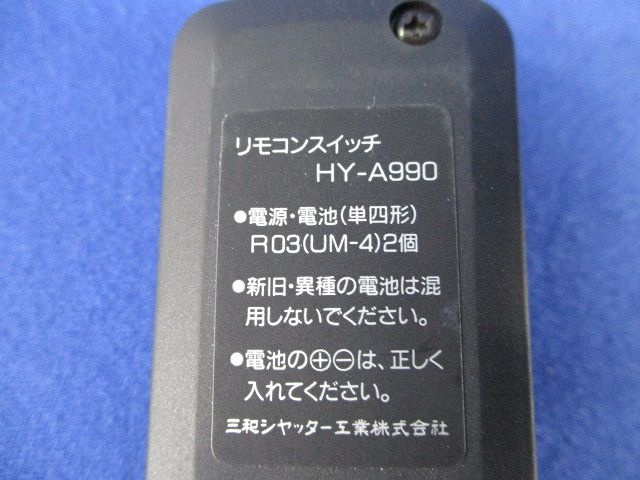 リモコンスイッチ
HY-A990
●電源・電池(単四形)
R03(UM-4)2個
●新旧・異種の電池は混
用しないでください。
●電池の⊕⊖は、正しく
入れてください。
三和シヤッター工業株式会社